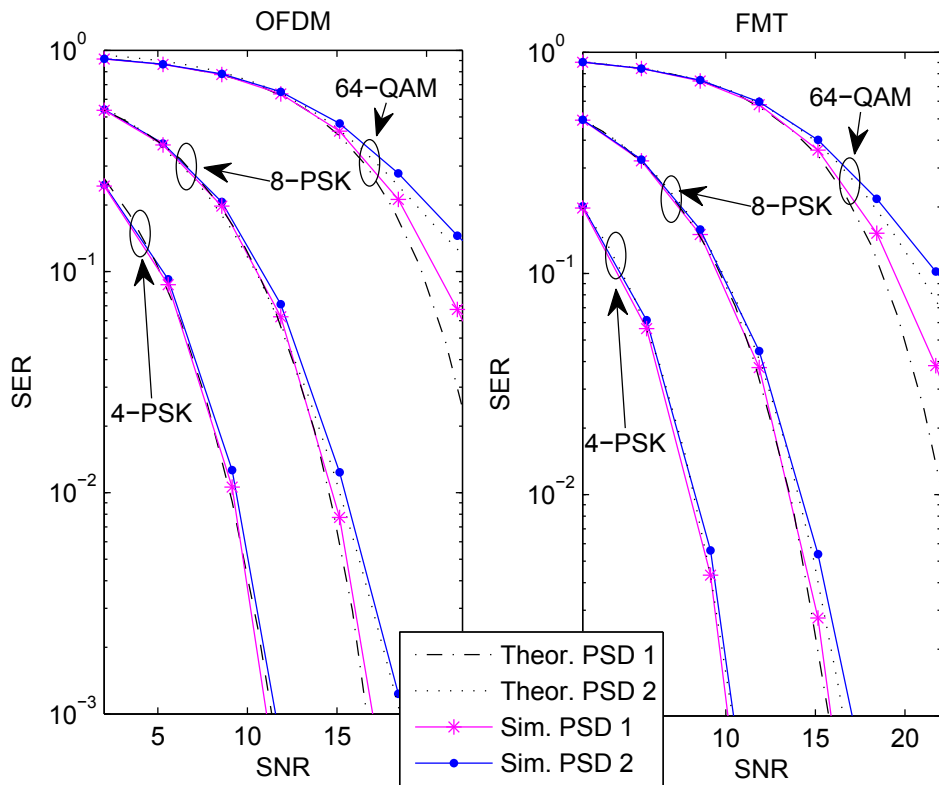 OFDM
FMT
10^0
10^-1
10^-2
10^-3
SER
64-QAM
8-PSK
4-PSK
5
10
15
SNR
10^0
10^-1
10^-2
SER
64-QAM
8-PSK
4-PSK
10
15
20
SNR
Theor. PSD 1
Theor. PSD 2
Sim. PSD 1
Sim. PSD 2